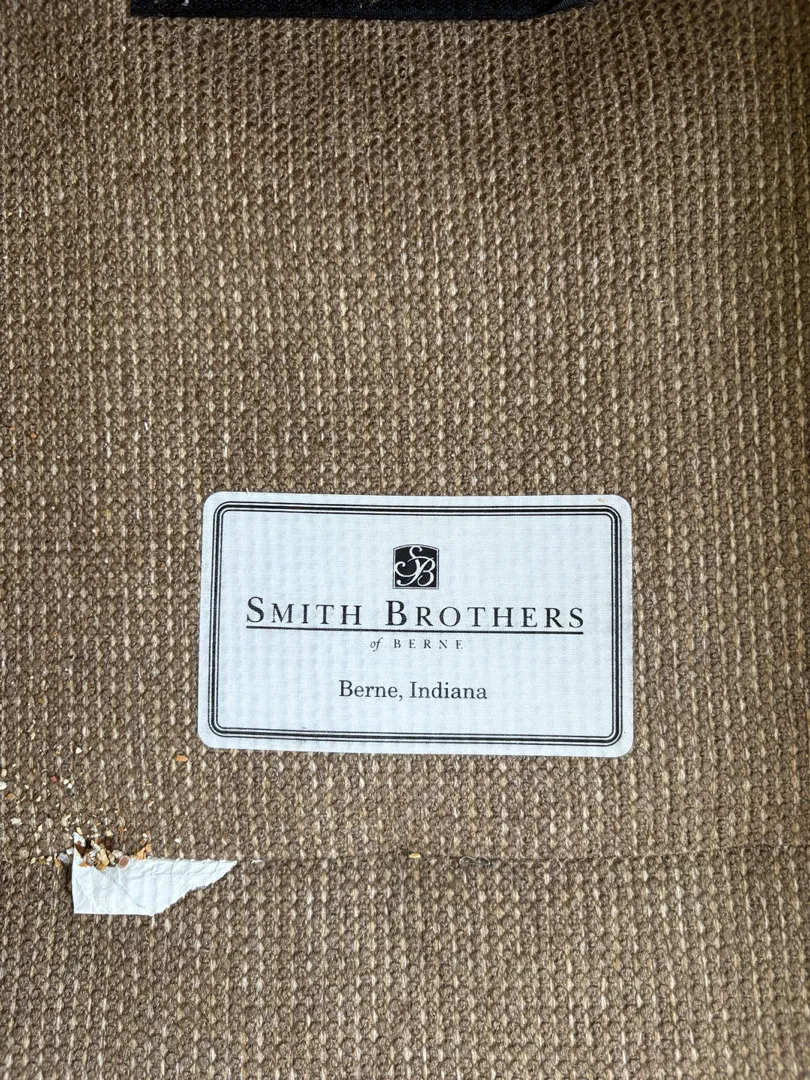 SB
SMITH BROTHERS
of BERNE
Berne, Indiana